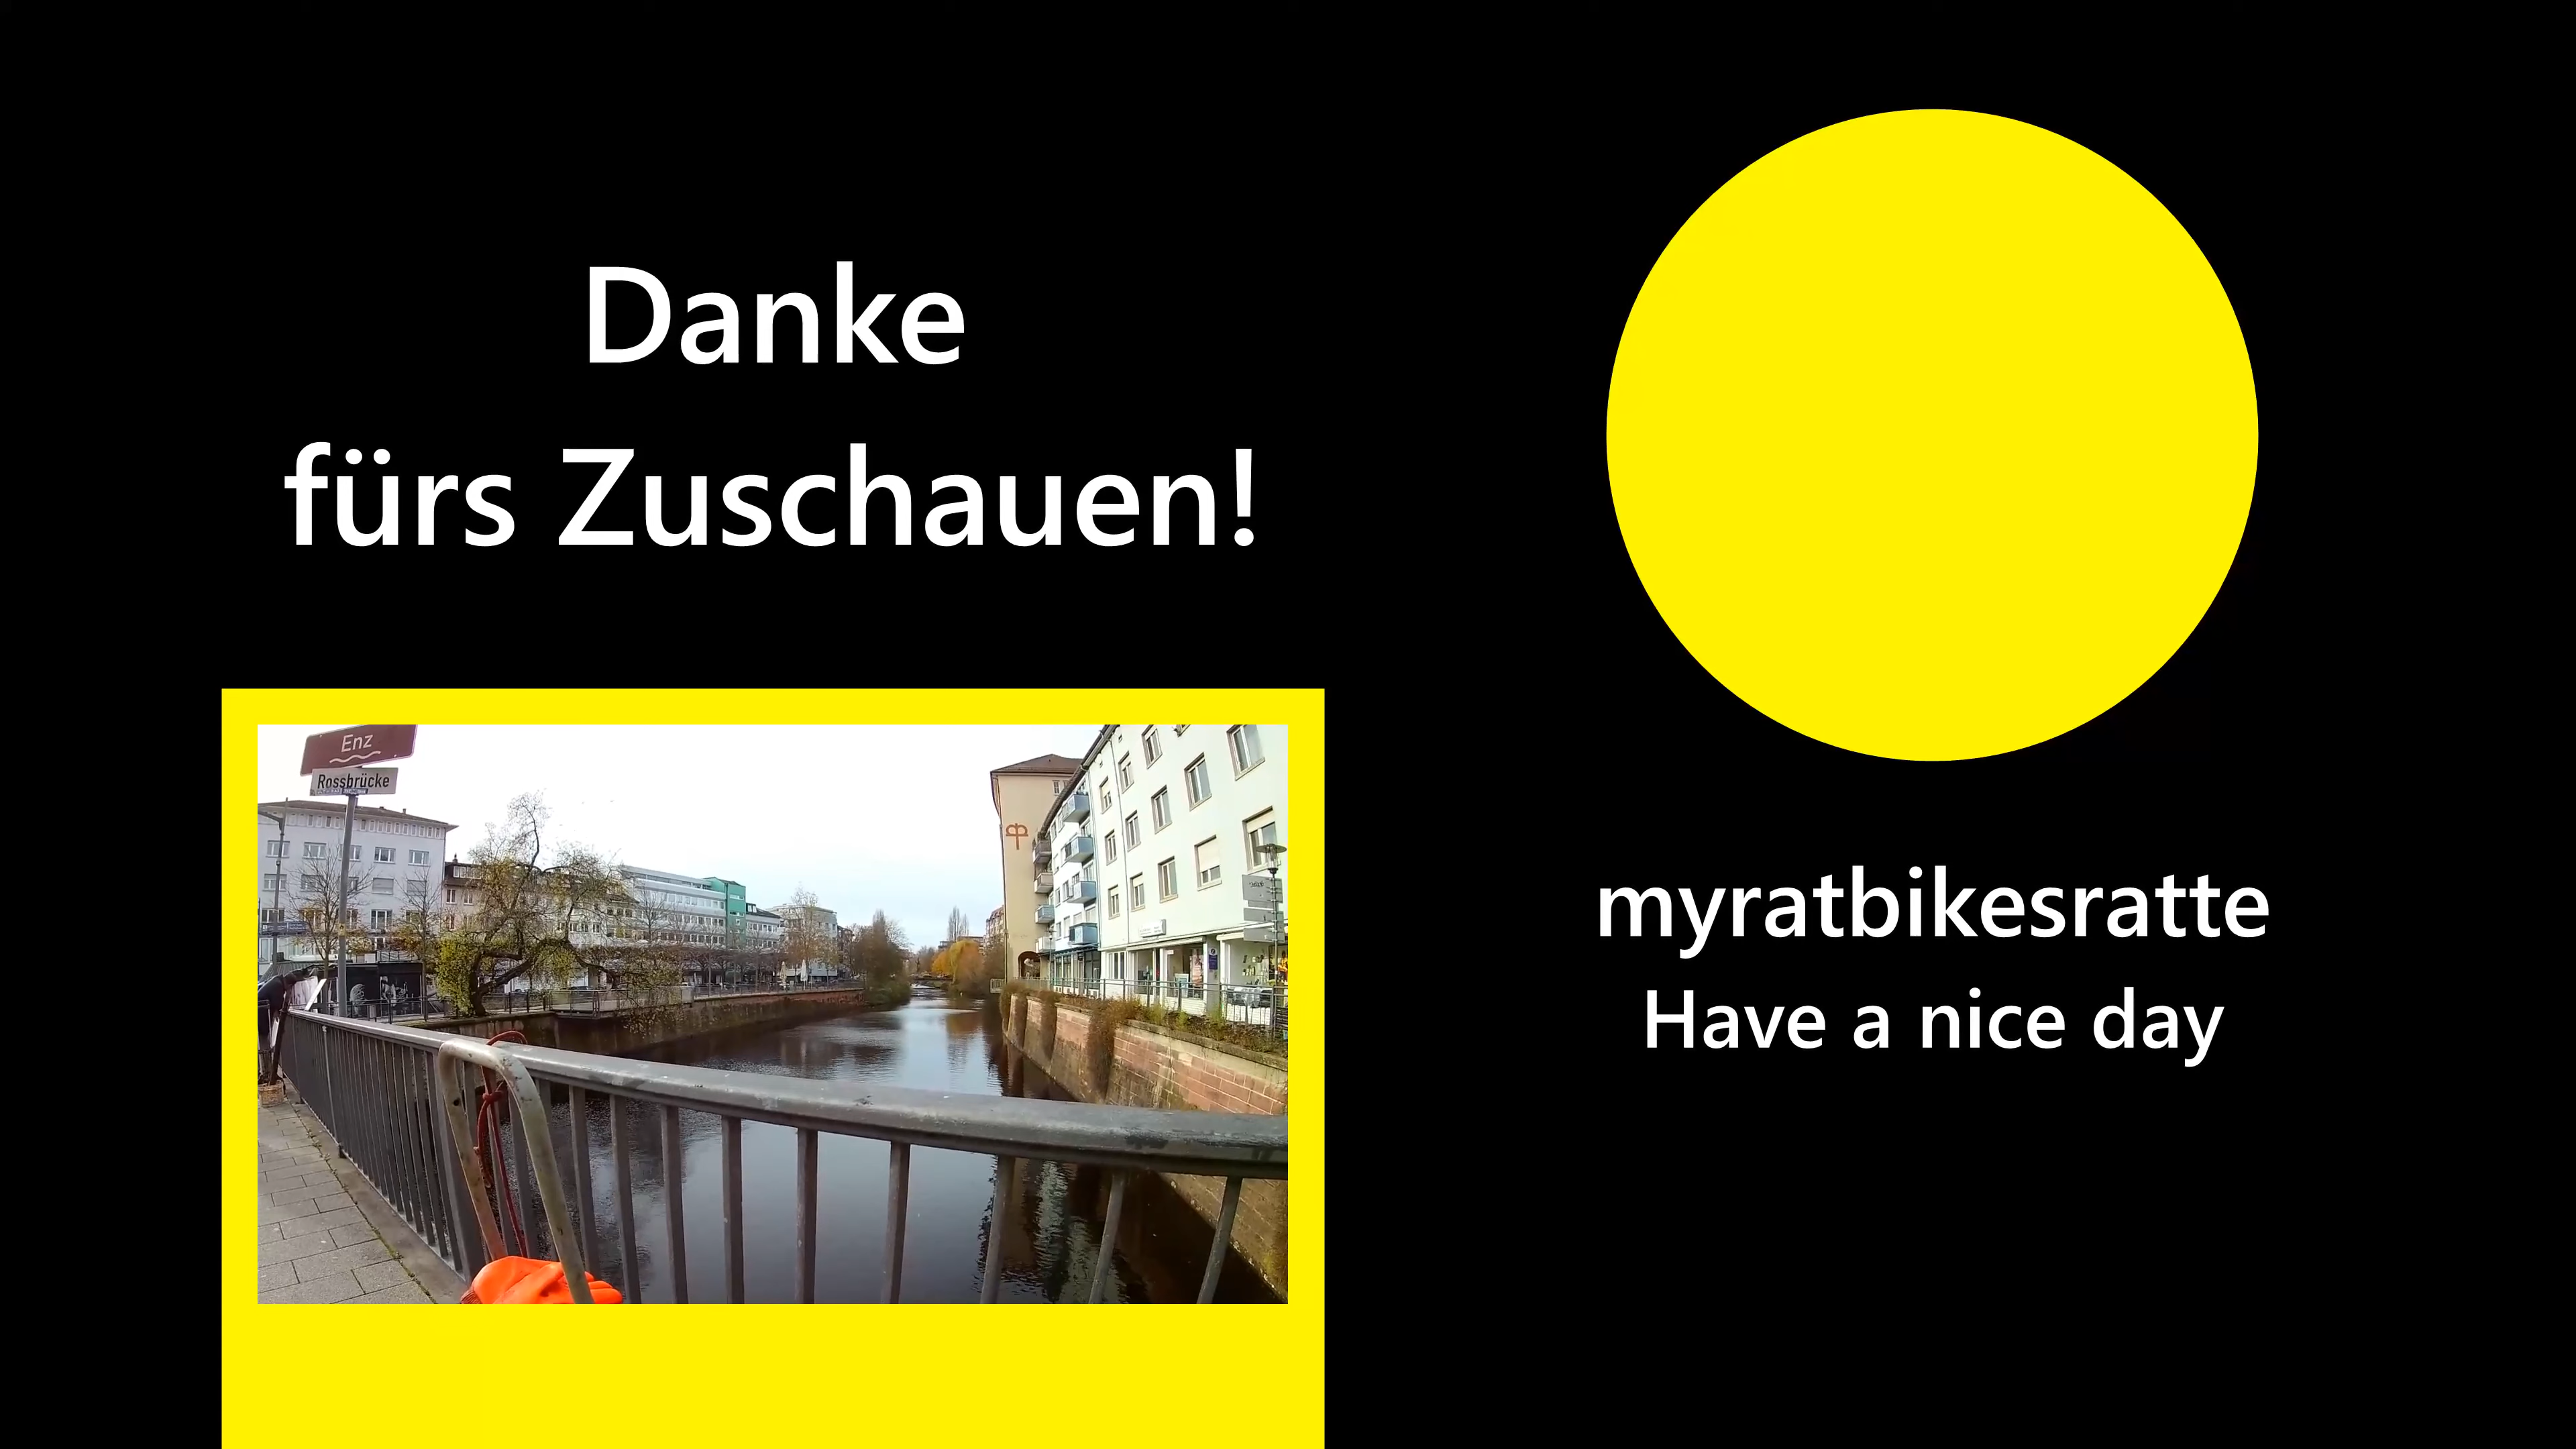 Danke
fürs Zuschauen!
Enz
Rossbrücke
myratbikesratte
Have a nice day